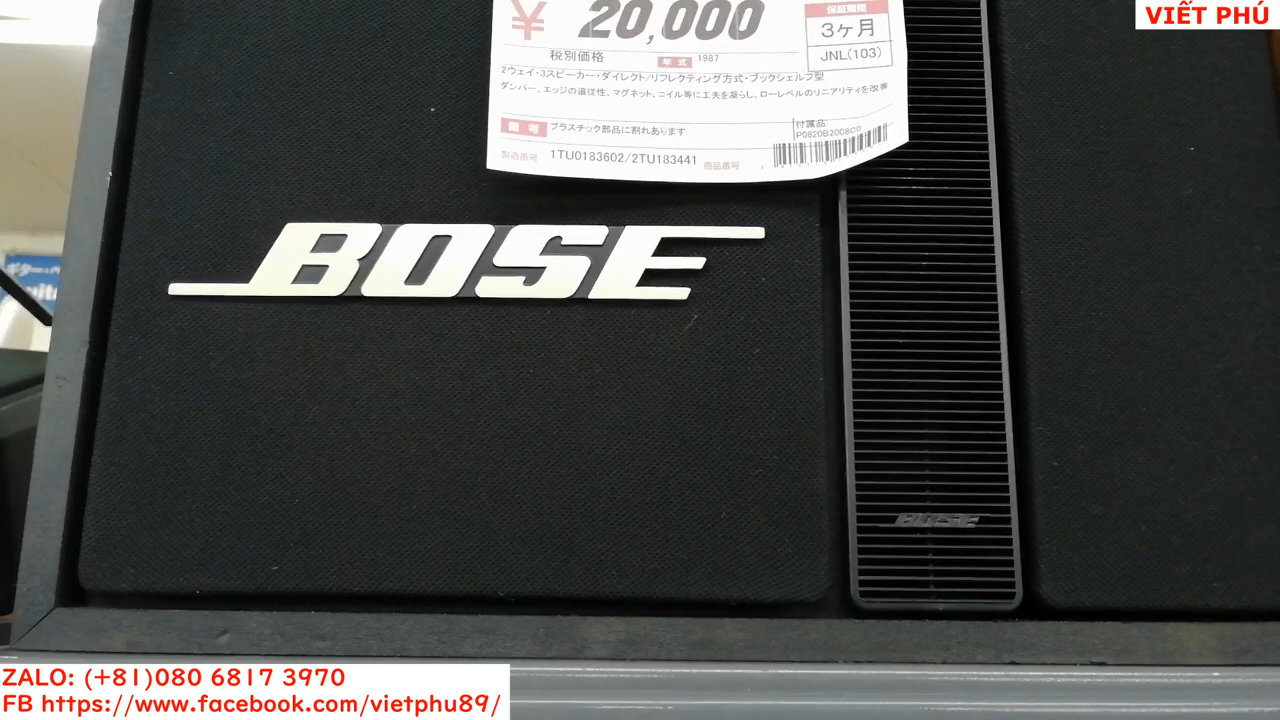 VIẾT PHÚ
¥ 20,000
保証期間
3ヶ月
JNL(103)
税別価格 年式 1987
2ウェイ・3スピーカー・ダイレクト/リフレクティング方式・ブックシェルフ型
ダンパー、エッジの追従性、マグネット、コイル等に工夫を凝らし、ローレベルのリニアリティを改善
備考 プラスチック部品に割れあります
付属品
P0820B2008C0
製造番号 1TU0183602/2TU183441 商品番号
BOSE
BOSE
ZALO: (+81)080 6817 3970
FB https://www.facebook.com/vietphu89/